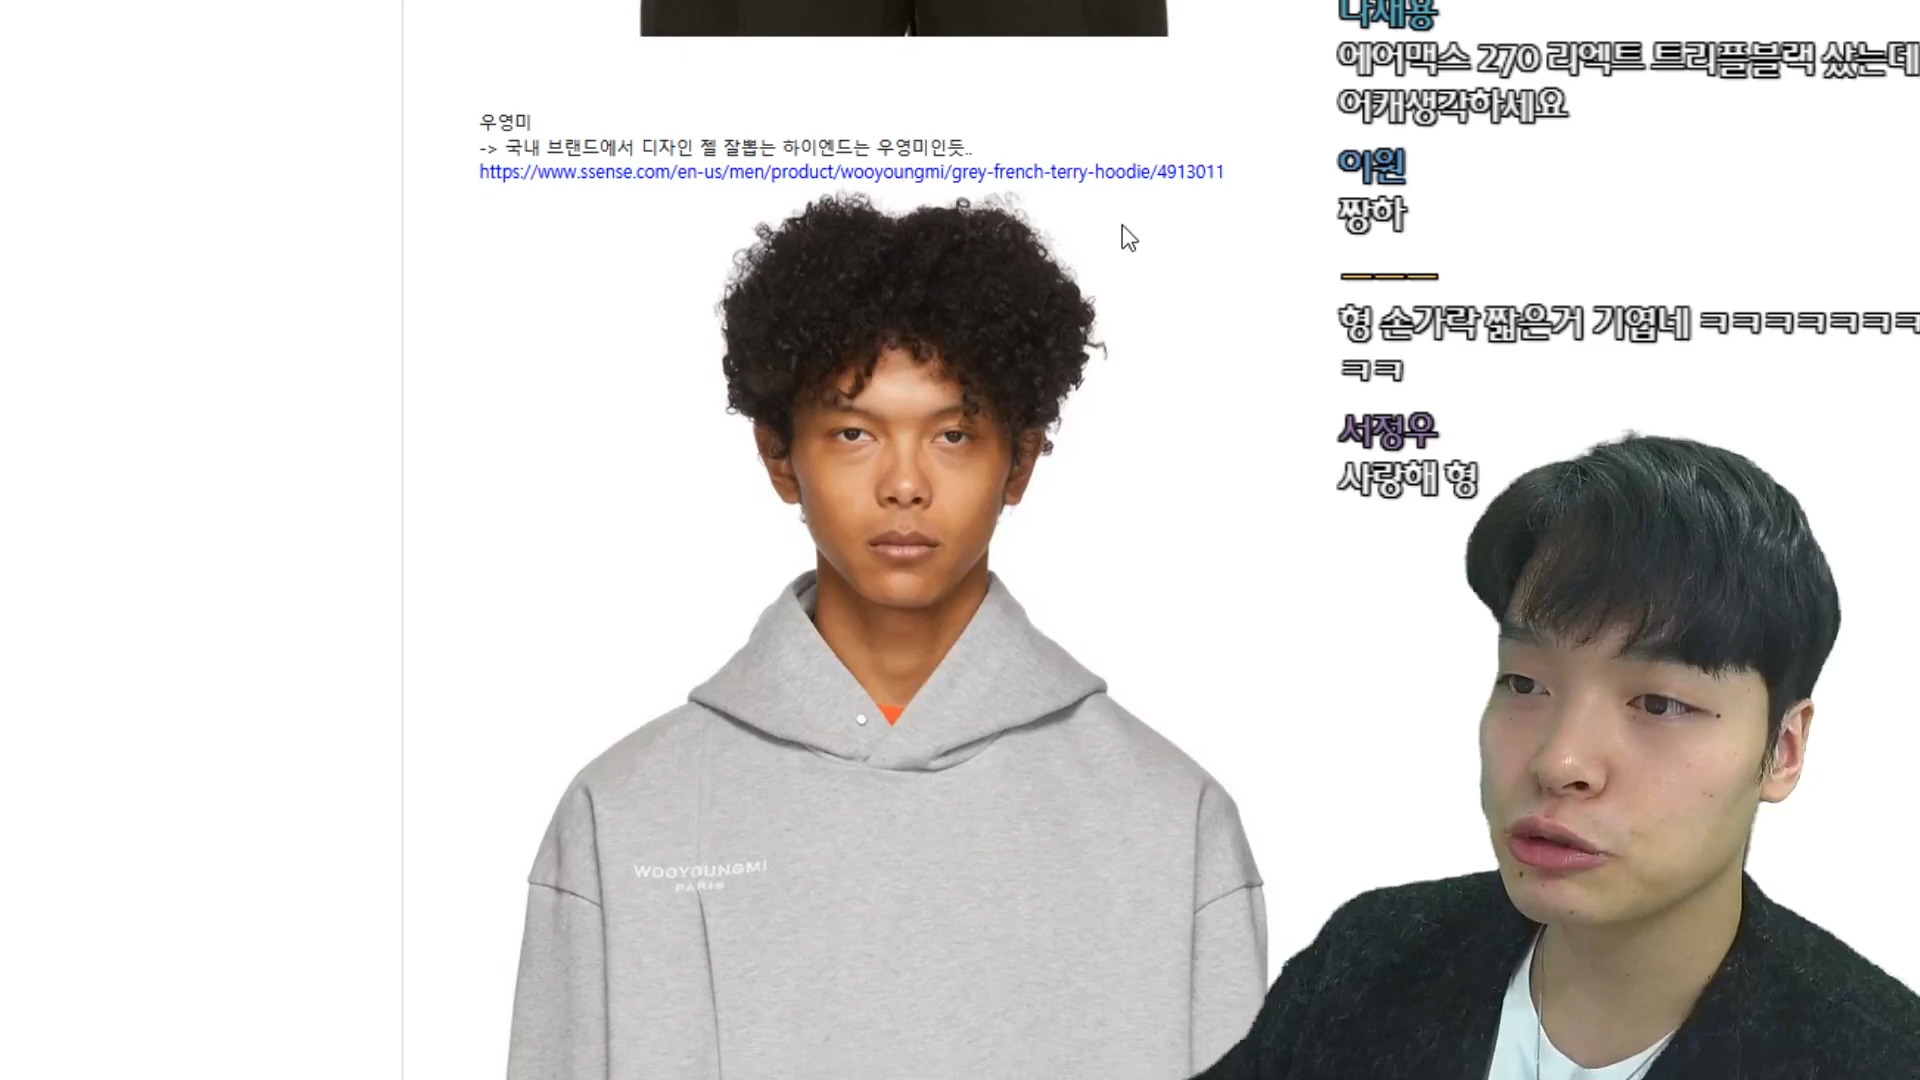 나재용
에어맥스 270 리엑트 트리플블랙 샀는데
어캐생각하세요
우영미
-> 국내 브랜드에서 디자인 젤 잘뽑는 하이엔드는 우영미인듯..
https://www.ssense.com/en-us/men/product/wooyoungmi/grey-french-terry-hoodie/4913011
이원
짱하
ㅡㅡㅡ
형 손가락 짧은거 기엽네 ㅋㅋㅋㅋㅋㅋㅋ
ㅋㅋ
서정우
사랑해 형
WOOYOUNGMI
PARIS